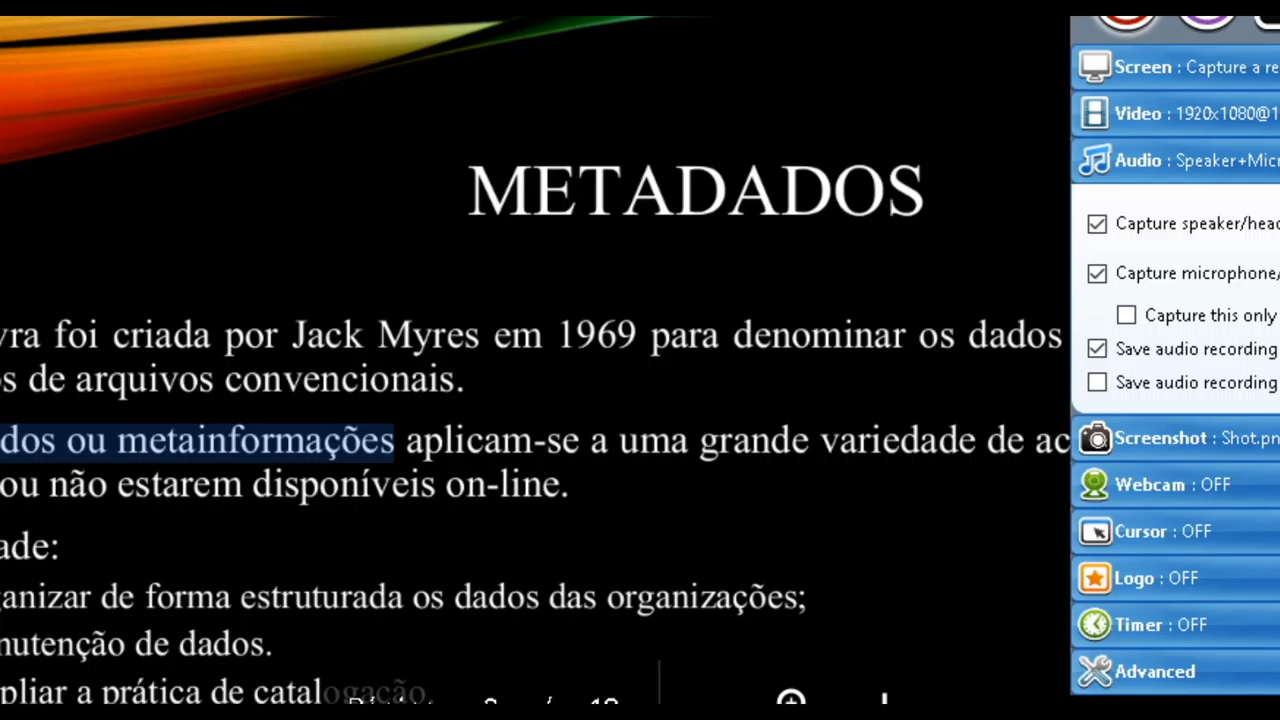 METADADOS
vra foi criada por Jack Myres em 1969 para denominar os dados
os de arquivos convencionais.
dos ou metainformações aplicam-se a uma grande variedade de ac
ou não estarem disponíveis on-line.
ade:
ganizar de forma estruturada os dados das organizações;
nutenção de dados.
pliar a prática de catalogação.
Screen : Capture a re
Video : 1920x1080@1
Audio : Speaker+Micr
Capture speaker/head
Capture microphone/
Capture this only
Save audio recording
Save audio recording
Screenshot : Shot.pn
Webcam : OFF
Cursor : OFF
Logo : OFF
Timer : OFF
Advanced